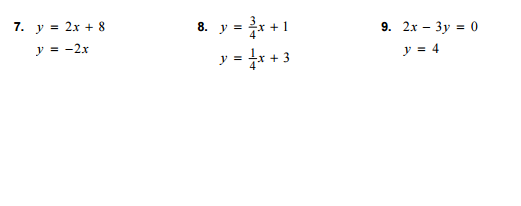 7. y = 2x + 8
y = −2x
8. y = 3/4x + 1
y = 1/4x + 3
9. 2x − 3y = 0
y = 4